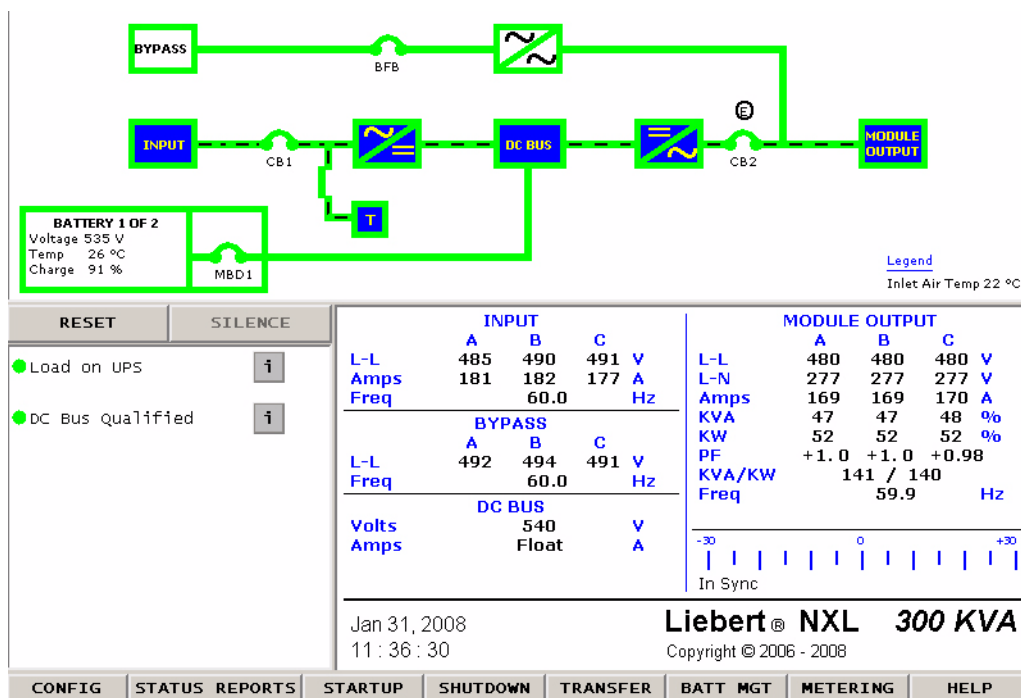 BYPASS
BFB
E
INPUT
CB1
DC BUS
CB2
MODULE
OUTPUT
T
BATTERY 1 OF 2
Voltage 535 V
Temp 26 ºC
Charge 91 %
MBD1
Legend
Inlet Air Temp 22 ºC
RESET SILENCE
Load on UPS i
DC Bus Qualified i
INPUT
A B C
L-L 485 490 491 V
Amps 181 182 177 A
Freq 60.0 Hz
BYPASS
A B C
L-L 492 494 491 V
Freq 60.0 Hz
DC BUS
Volts 540 V
Amps Float A
MODULE OUTPUT
A B C
L-L 480 480 480 V
L-N 277 277 277 V
Amps 169 169 170 A
KVA 47 47 48 %
KW 52 52 52 %
PF +1.0 +1.0 +0.98
KVA/KW 141 / 140
Freq 59.9 Hz
-30 0 +30
In Sync
Jan 31, 2008
11 : 36 : 30
Liebert ® NXL 300 KVA
Copyright © 2006 - 2008
CONFIG STATUS REPORTS STARTUP SHUTDOWN TRANSFER BATT MGT METERING HELP